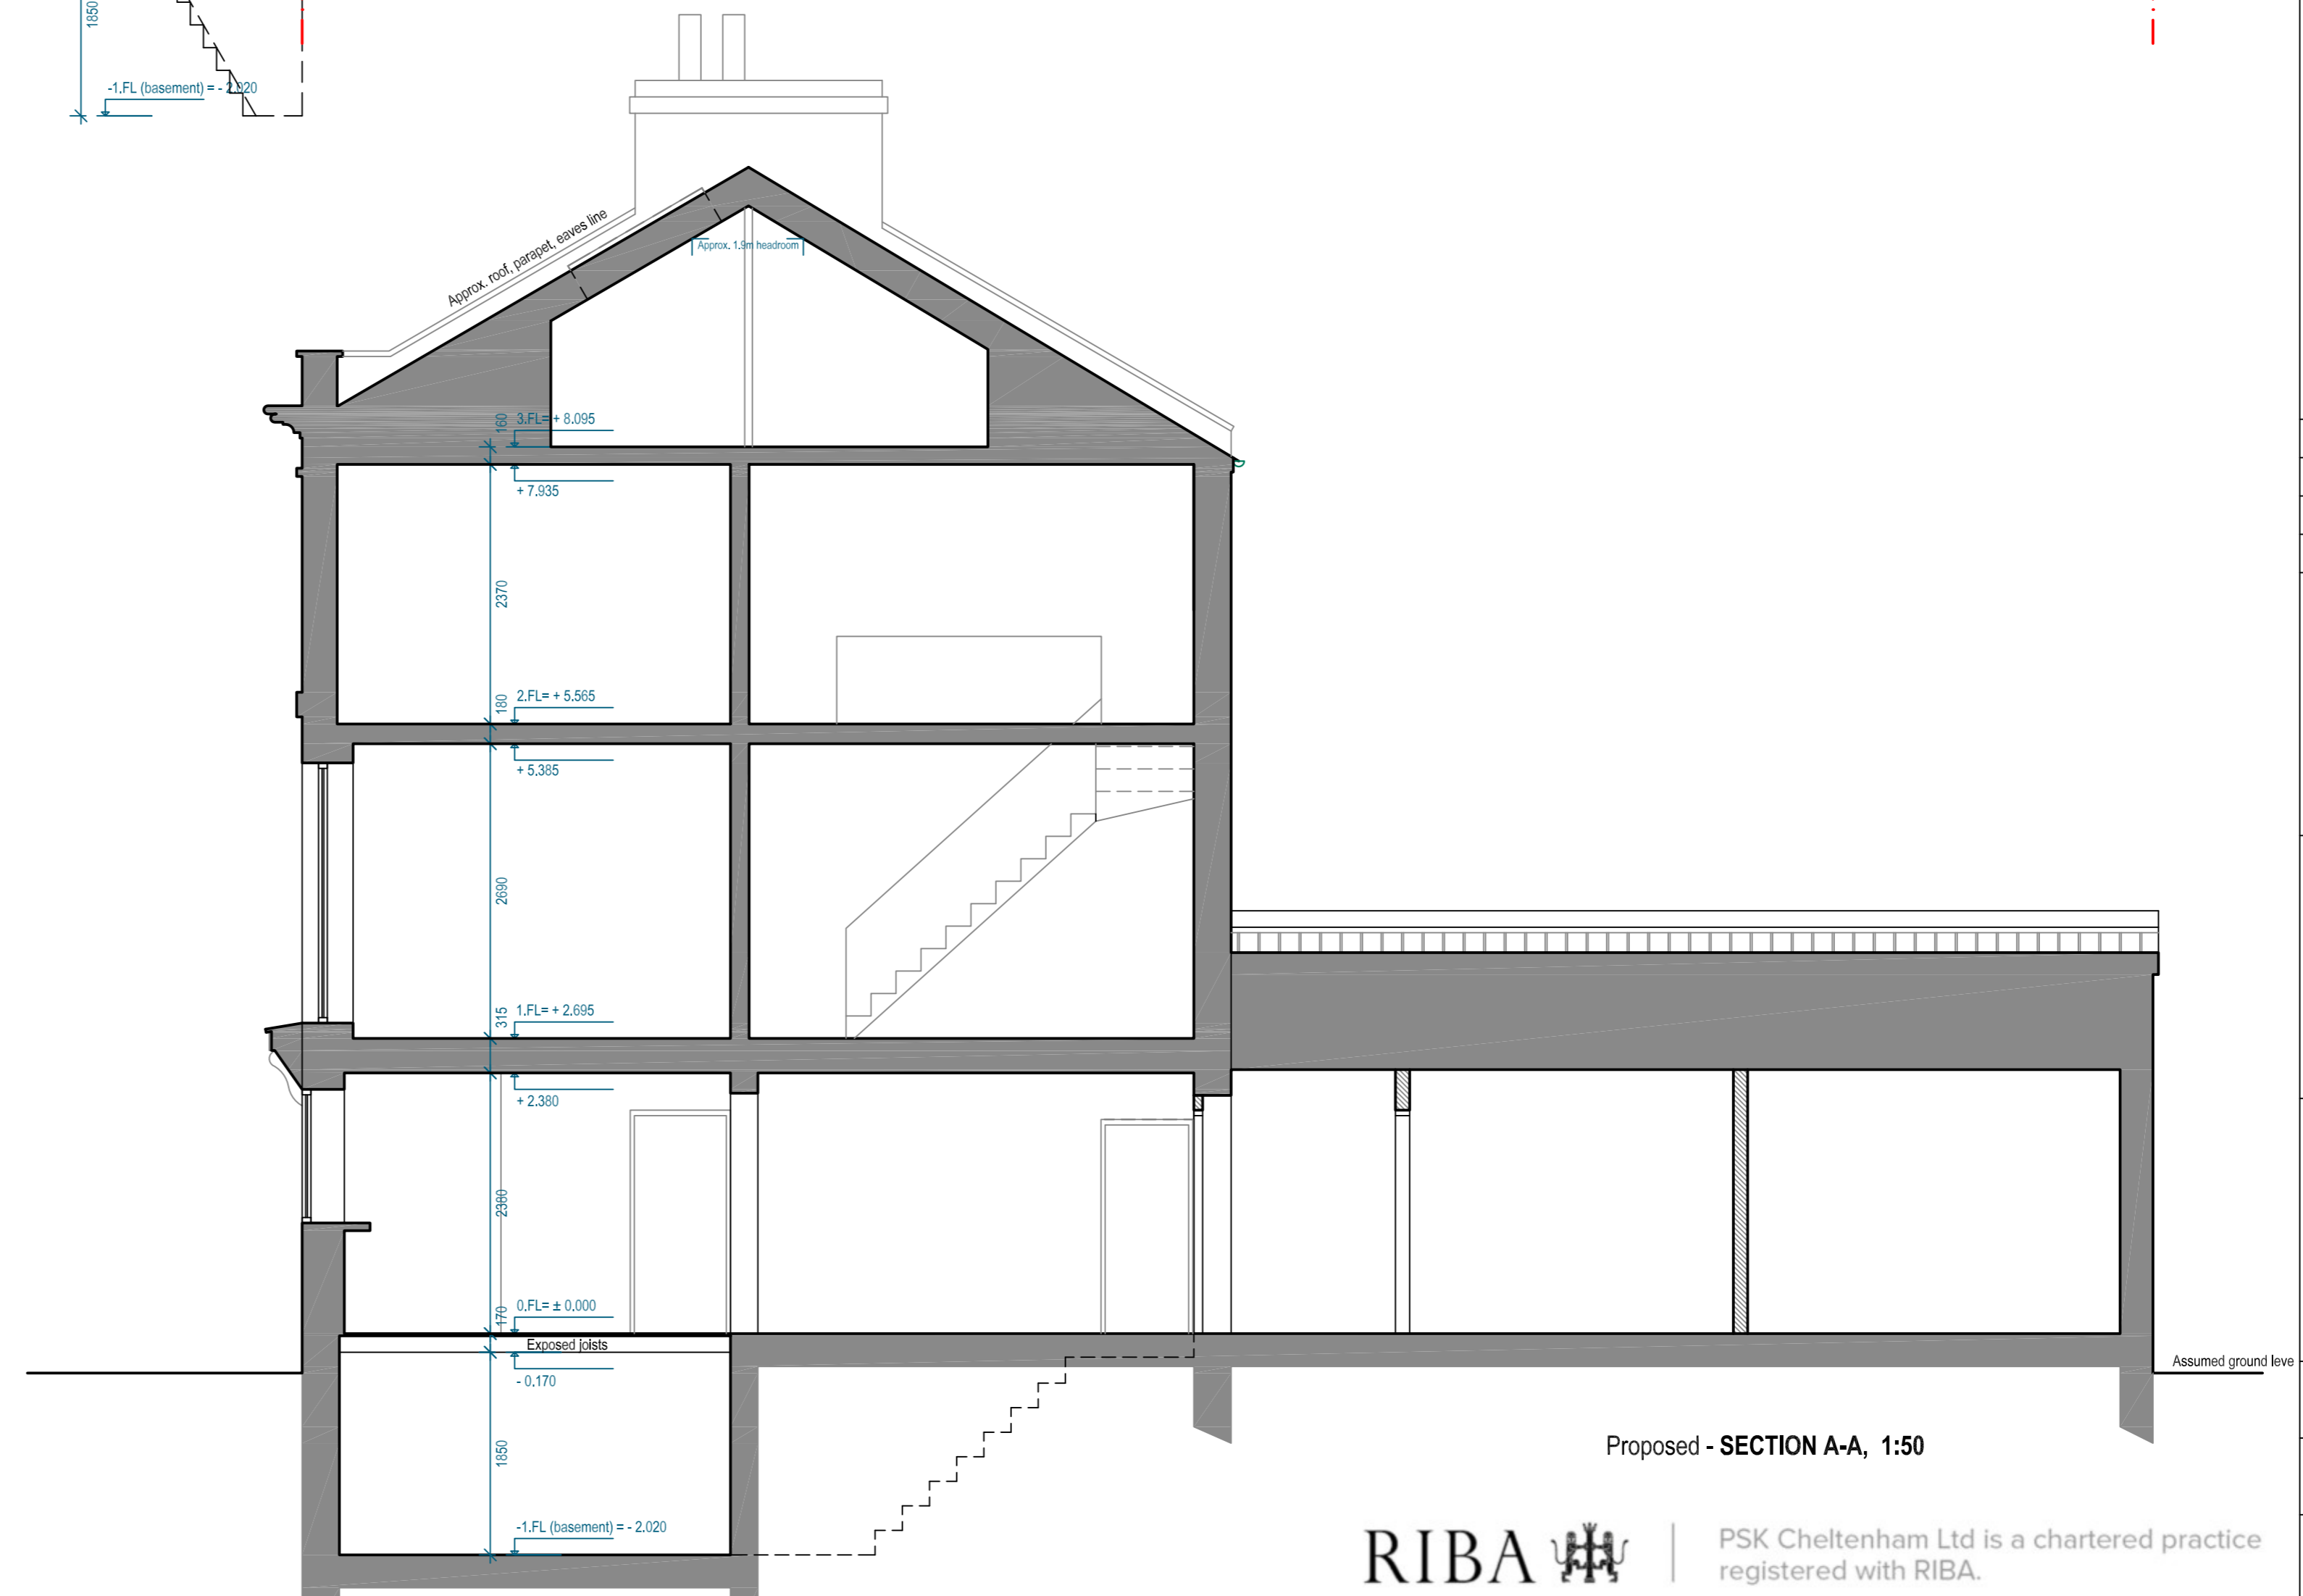 1850
-1.FL (basement) = - 2.020
Approx. roof, parapet, eaves line
Approx. 1.9m headroom
160
3.FL= + 8.095
+ 7.935
2370
180
2.FL= + 5.565
+ 5.385
2690
315
1.FL= + 2.695
+ 2.380
2380
170
0.FL= ± 0.000
Exposed joists
- 0.170
Assumed ground leve
1850
-1.FL (basement) = - 2.020
Proposed - SECTION A-A, 1:50
RIBA
PSK Cheltenham Ltd is a chartered practice
registered with RIBA.